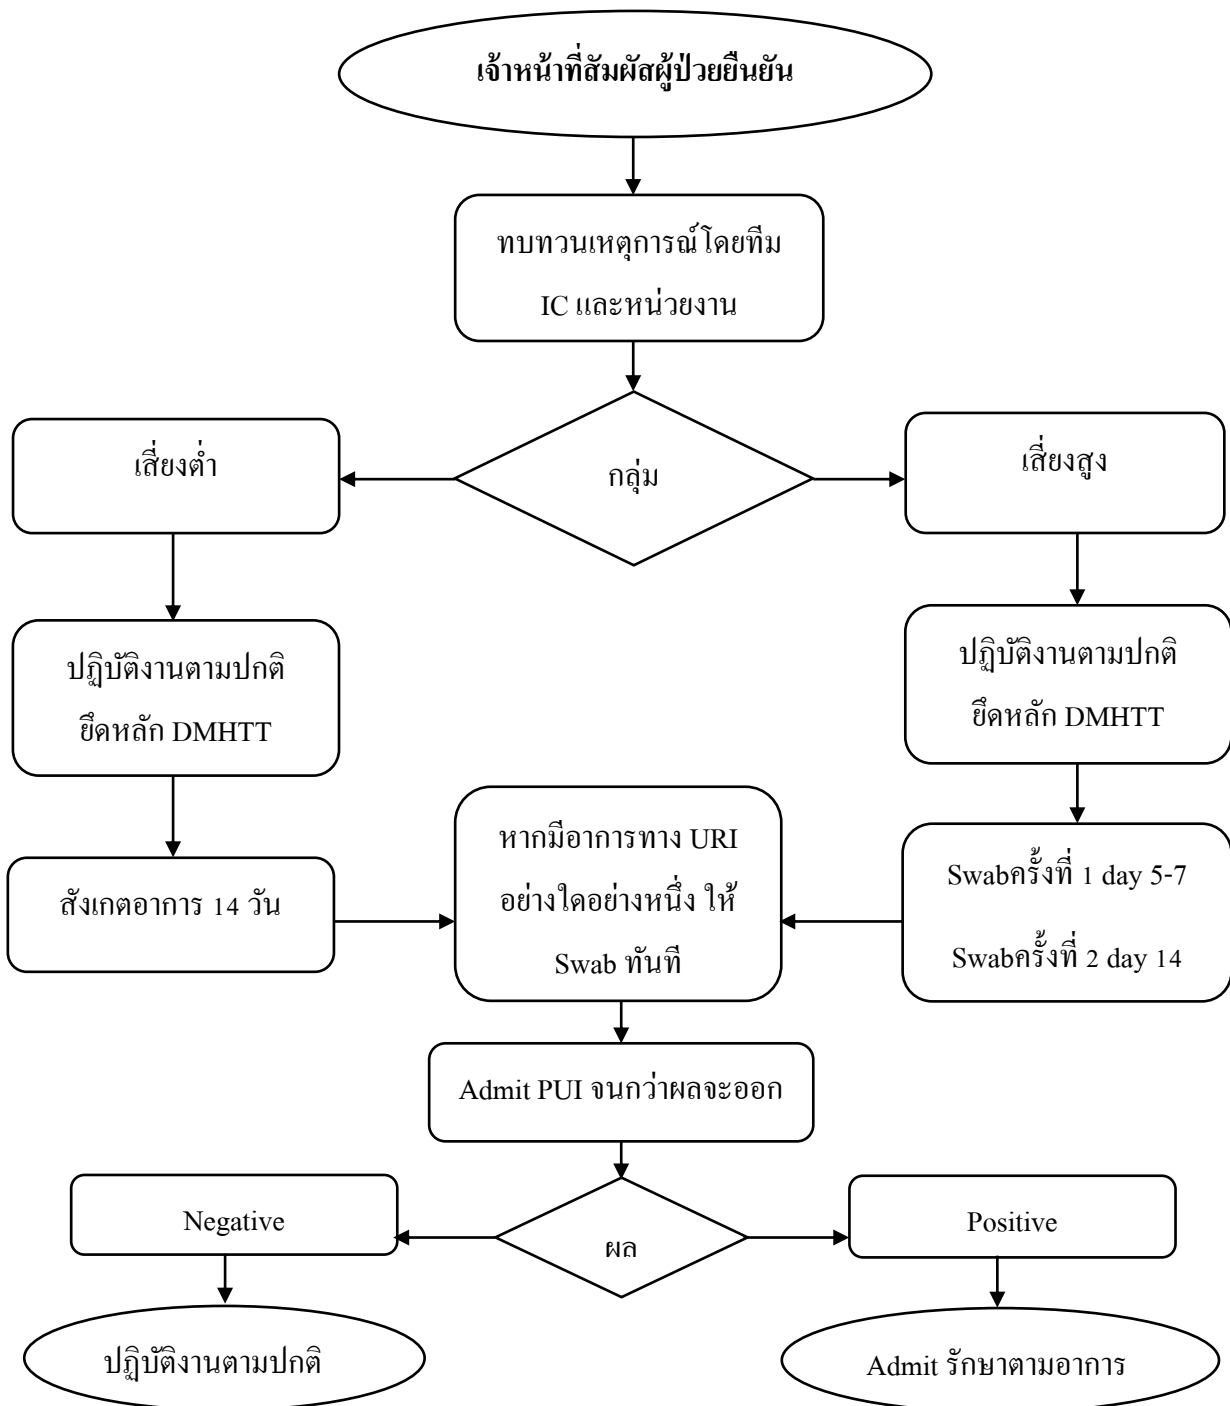 เจ้าหน้าที่สัมผัสผู้ป่วยยืนยัน
ทบทวนเหตุการณ์โดยทีม
IC และหน่วยงาน
กลุ่ม
เสี่ยงต่ำ
เสี่ยงสูง
ปฏิบัติงานตามปกติ
ยึดหลัก DMHTT
ปฏิบัติงานตามปกติ
ยึดหลัก DMHTT
สังเกตอาการ 14 วัน
Swabครั้งที่ 1 day 5-7
Swabครั้งที่ 2 day 14
หากมีอาการทาง URI
อย่างใดอย่างหนึ่ง ให้
Swab ทันที
Admit PUI จนกว่าผลจะออก
ผล
Negative
Positive
ปฏิบัติงานตามปกติ
Admit รักษาตามอาการ